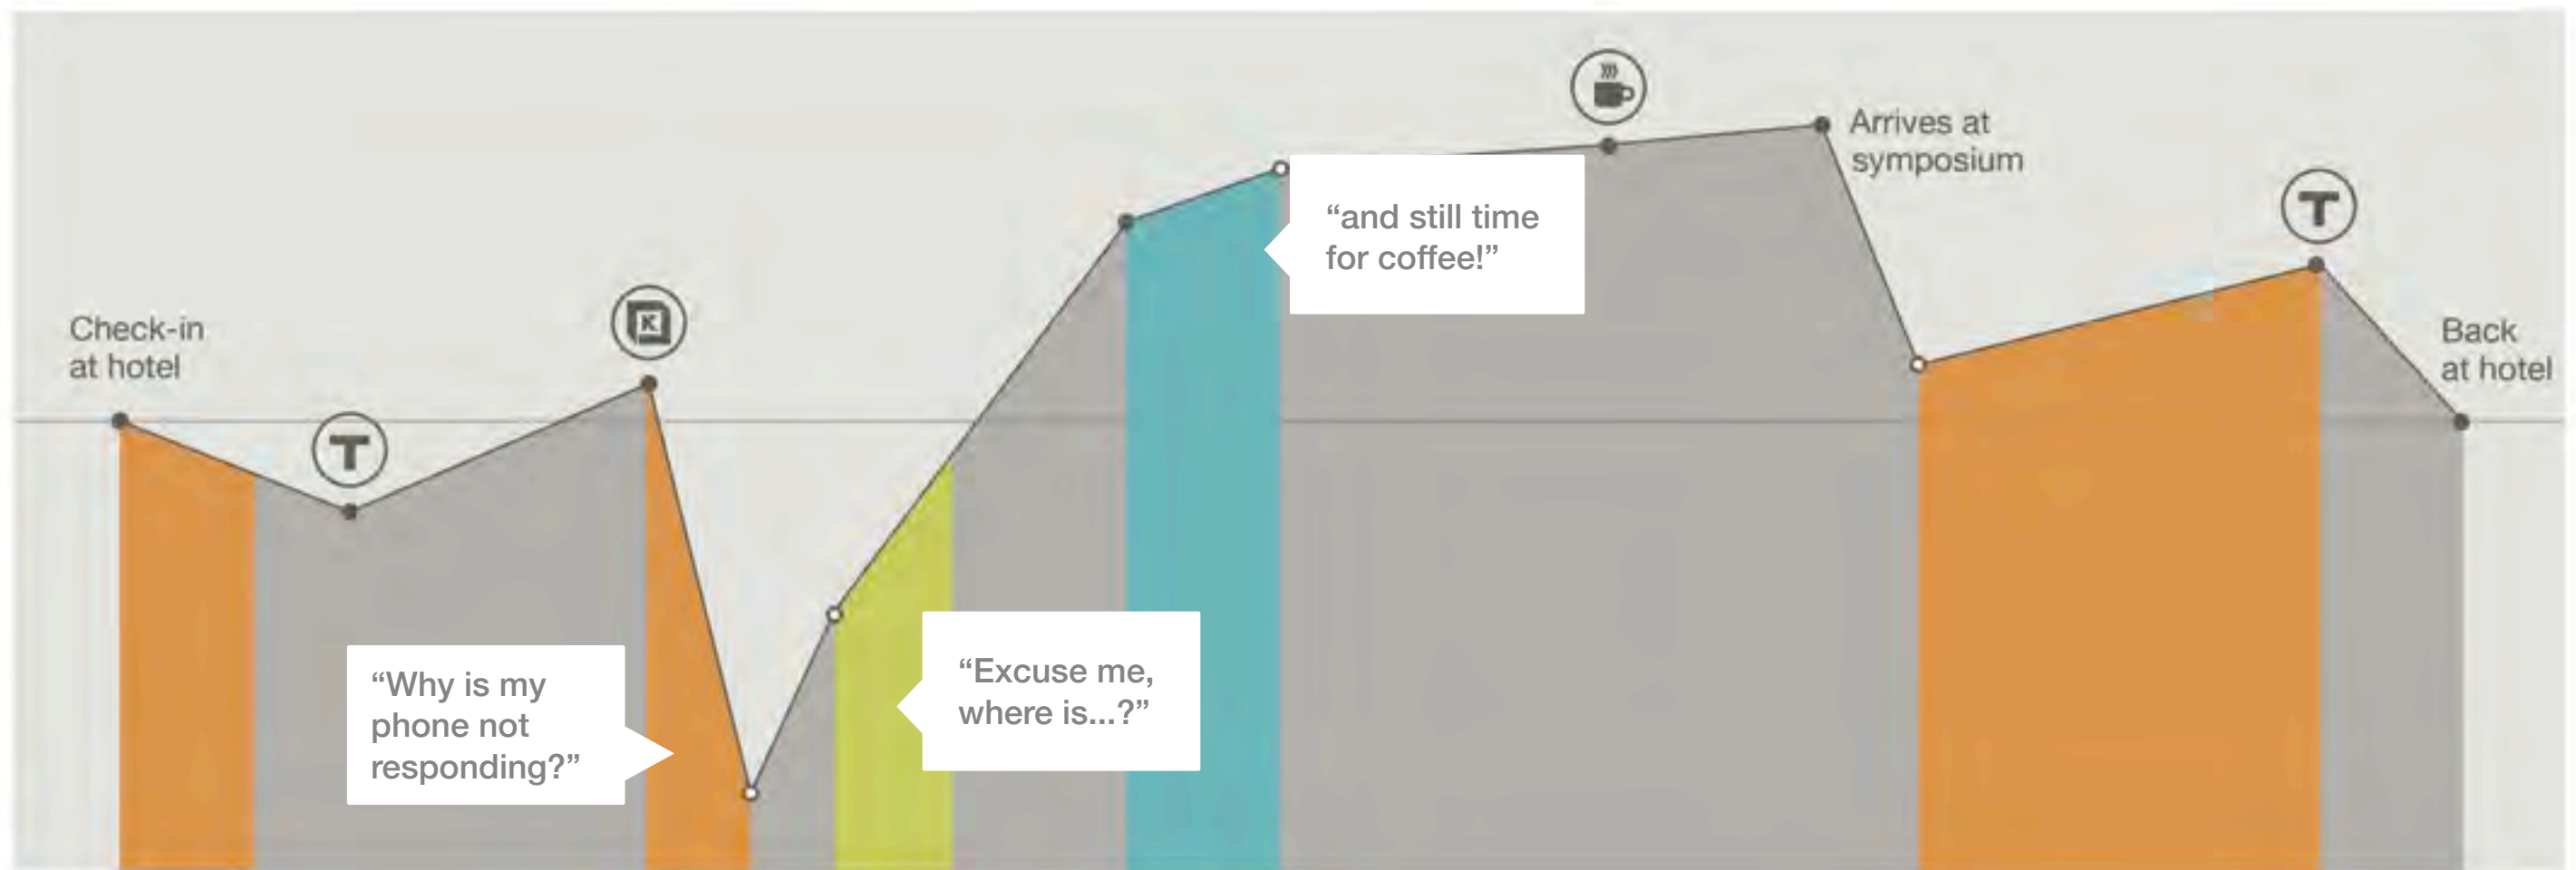 Check-in
at hotel
T
K
“Why is my
phone not
responding?”
“Excuse me,
where is...?”
“and still time
for coffee!”
Arrives at
symposium
T
Back
at hotel